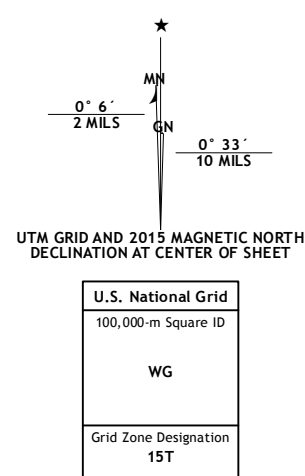 ★
MN
GN
0° 6´
2 MILS
0° 33´
10 MILS
UTM GRID AND 2015 MAGNETIC NORTH
DECLINATION AT CENTER OF SHEET
U.S. National Grid
100,000-m Square ID
WG
Grid Zone Designation
15T